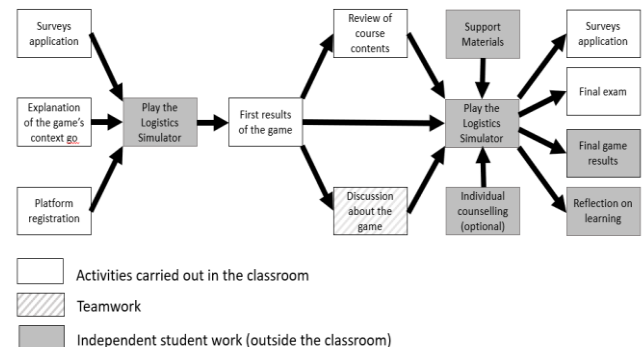 Surveys
application
Explanation
of the game's
context go
Platform
registration
Play the
Logistics
Simulator
First results
of the game
Review of
course
contents
Discussion
about the
game
Support
Materials
Play the
Logistics
Simulator
Individual
counselling
(optional)
Surveys
application
Final exam
Final game
results
Reflection on
learning
Activities carried out in the classroom
Teamwork
Independent student work (outside the classroom)